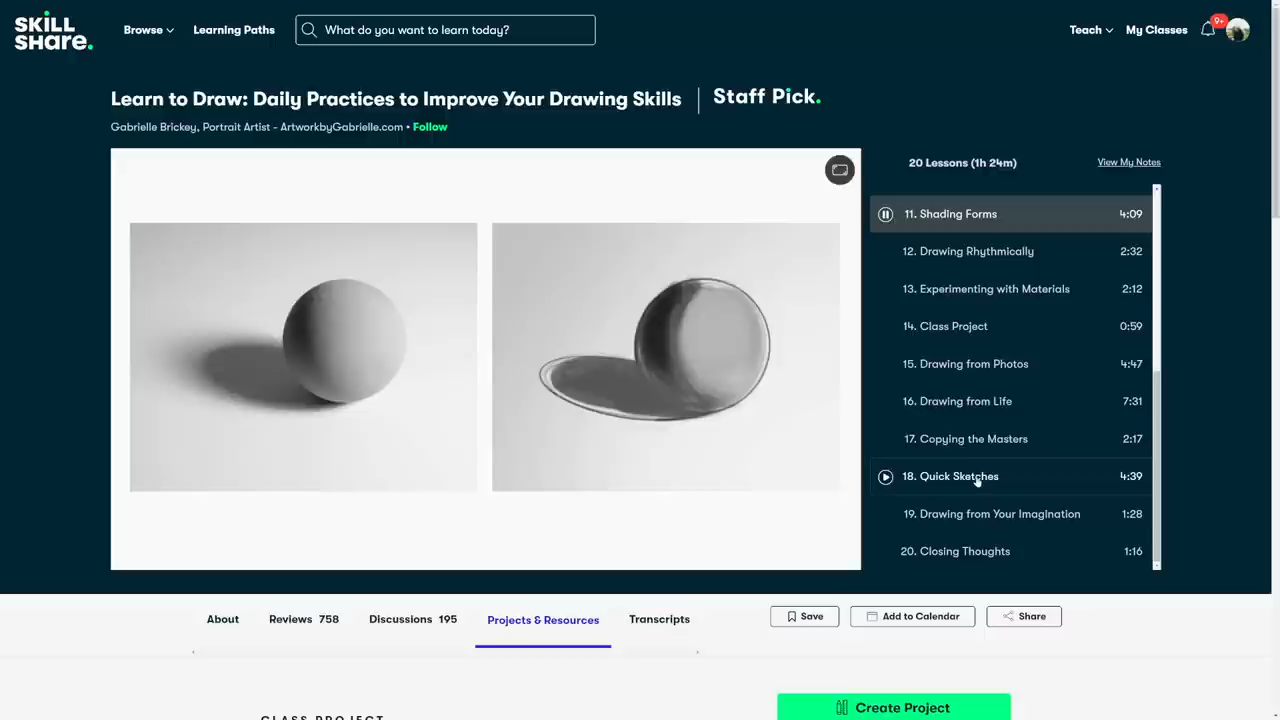 SKILL
SHARE.
Browse
Learning Paths
What do you want to learn today?
Teach
My Classes
9+
Learn to Draw: Daily Practices to Improve Your Drawing Skills
Staff Pick.
Gabrielle Brickey, Portrait Artist - ArtworkbyGabrielle.com • Follow
20 Lessons (1h 24m)
View My Notes
11. Shading Forms 4:09
12. Drawing Rhythmically 2:32
13. Experimenting with Materials 2:12
14. Class Project 0:59
15. Drawing from Photos 4:47
16. Drawing from Life 7:31
17. Copying the Masters 2:17
18. Quick Sketches 4:39
19. Drawing from Your Imagination 1:28
20. Closing Thoughts 1:16
About
Reviews 758
Discussions 195
Projects & Resources
Transcripts
Save
Add to Calendar
Share
CLASS PROJECT
Create Project